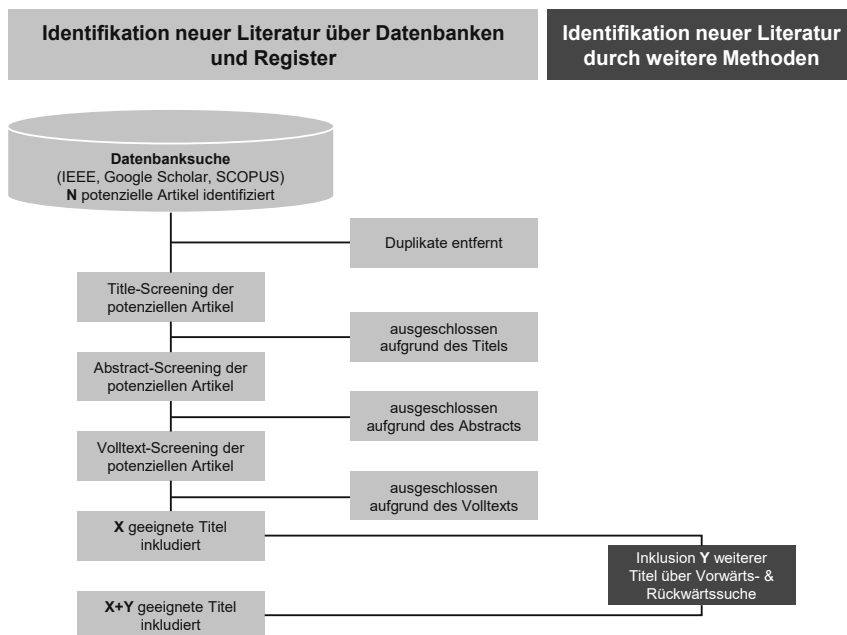 Identifikation neuer Literatur über Datenbanken
und Register
Identifikation neuer Literatur
durch weitere Methoden
Datenbanksuche
(IEEE, Google Scholar, SCOPUS)
N potenzielle Artikel identifiziert
Duplikate entfernt
Title-Screening der
potenziellen Artikel
ausgeschlossen
aufgrund des Titels
Abstract-Screening der
potenziellen Artikel
ausgeschlossen
aufgrund des Abstracts
Volltext-Screening der
potenziellen Artikel
ausgeschlossen
aufgrund des Volltexts
X geeignete Titel
inkludiert
Inklusion Y weiterer
Titel über Vorwärts- &
Rückwärtssuche
X+Y geeignete Titel
inkludiert